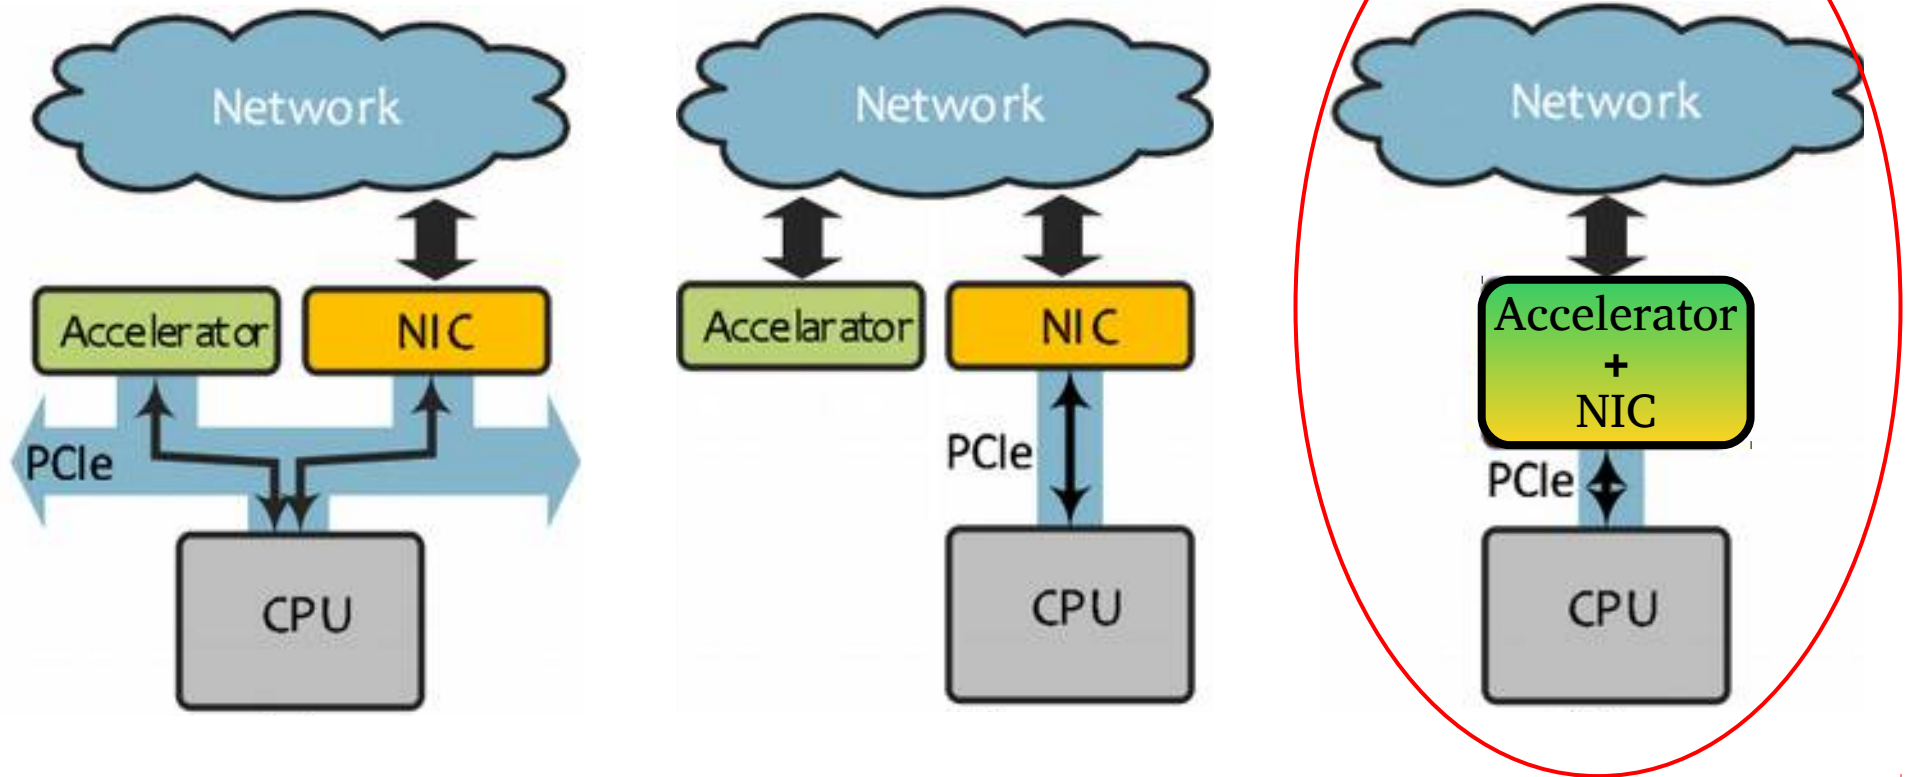 Network
Accelerator
NIC
PCIe
CPU
Network
Accelarator
NIC
PCIe
CPU
Network
Accelerator
+
NIC
PCIe
CPU